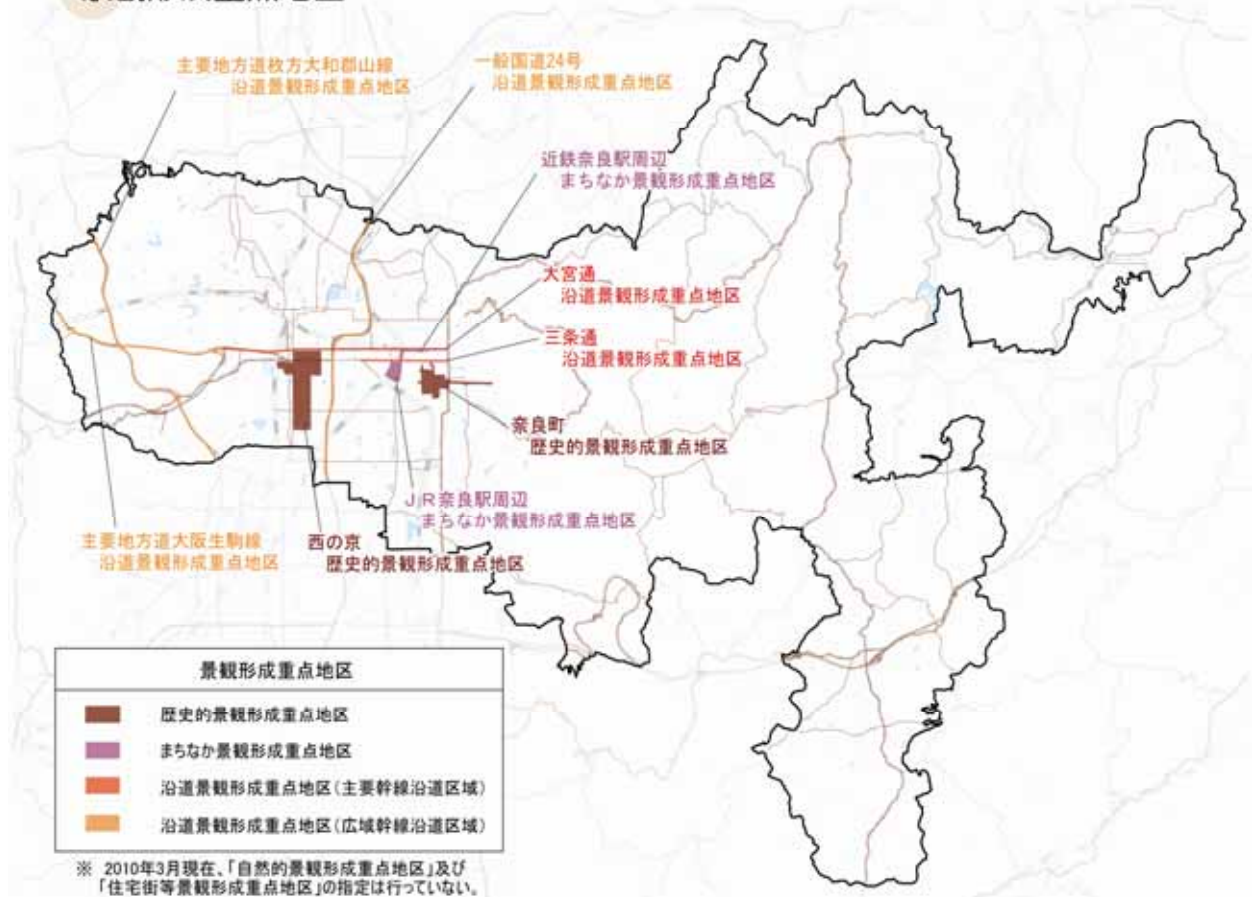 主要地方道枚方大和郡山線
沿道景観形成重点地区
一般国道24号
沿道景観形成重点地区
近鉄奈良駅周辺
まちなか景観形成重点地区
大宮通
沿道景観形成重点地区
三条通
沿道景観形成重点地区
奈良町
歴史的景観形成重点地区
JR奈良駅周辺
まちなか景観形成重点地区
主要地方道大阪生駒線
沿道景観形成重点地区
西の京
歴史的景観形成重点地区
景観形成重点地区
歴史的景観形成重点地区
まちなか景観形成重点地区
沿道景観形成重点地区(主要幹線沿道区域)
沿道景観形成重点地区(広域幹線沿道区域)
※ 2010年3月現在、「自然的景観形成重点地区」及び
「住宅街等景観形成重点地区」の指定は行っていない。